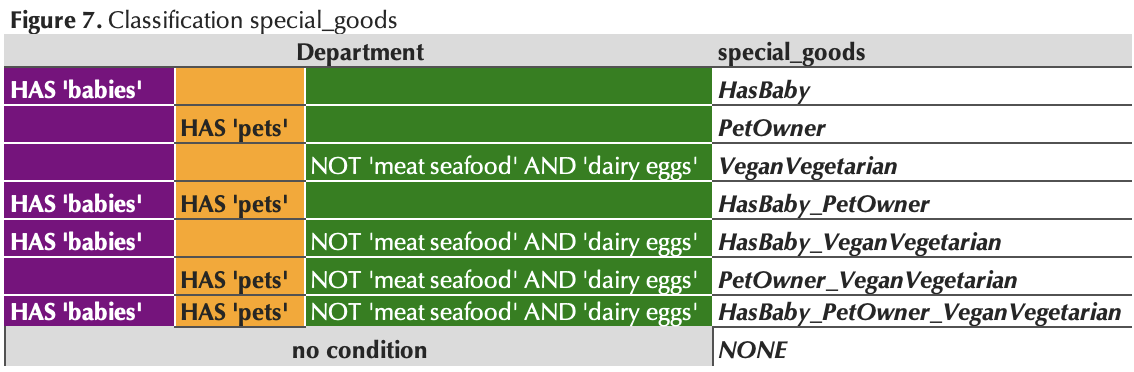 Figure 7. Classification special_goods
Department special_goods
HAS 'babies' HasBaby
HAS 'pets' PetOwner
NOT 'meat seafood' AND 'dairy eggs' VeganVegetarian
HAS 'babies' HAS 'pets' HasBaby_PetOwner
HAS 'babies' NOT 'meat seafood' AND 'dairy eggs' HasBaby_VeganVegetarian
HAS 'pets' NOT 'meat seafood' AND 'dairy eggs' PetOwner_VeganVegetarian
HAS 'babies' HAS 'pets' NOT 'meat seafood' AND 'dairy eggs' HasBaby_PetOwner_VeganVegetarian
no condition NONE